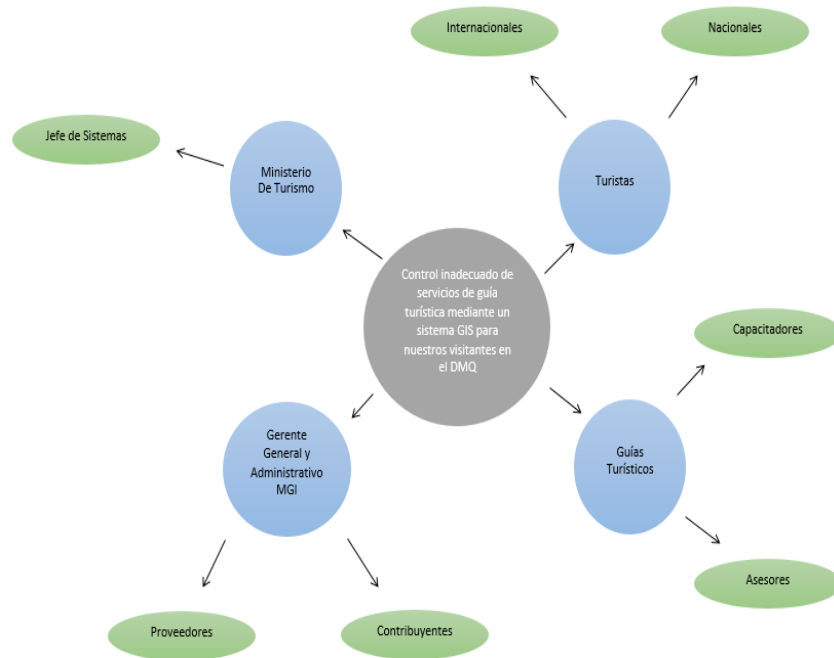 Internacionales
Nacionales
Jefe de Sistemas
Ministerio
De Turismo
Turistas
Control inadecuado de
servicios de guía
turística mediante un
sistema GIS para
nuestros visitantes en
el DMQ
Capacitadores
Gerente
General y
Administrativo
MGI
Guías
Turísticos
Asesores
Proveedores
Contribuyentes